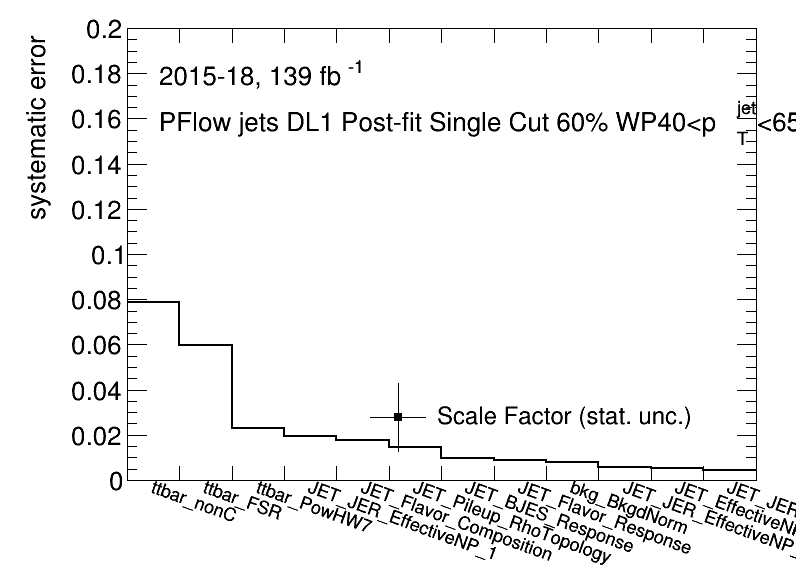 0.2
0.18
0.16
0.14
0.12
0.1
0.08
0.06
0.04
0.02
0
systematic error
2015-18, 139 fb -1
PFlow jets DL1 Post-fit Single Cut 60% WP40<p jet T <65
Scale Factor (stat. unc.)
ttbar_nonC
ttbar_FSR
ttbar_PowHW7
JET_JER_EffectiveNP_1
JET_Flavor_Composition
JET_Pileup_RhoTopology
JET_BJES_Response
JET_Flavor_Response
bkg_BkgdNorm
JET_JER_EffectiveNP_
JET_EffectiveNP
JET_JER